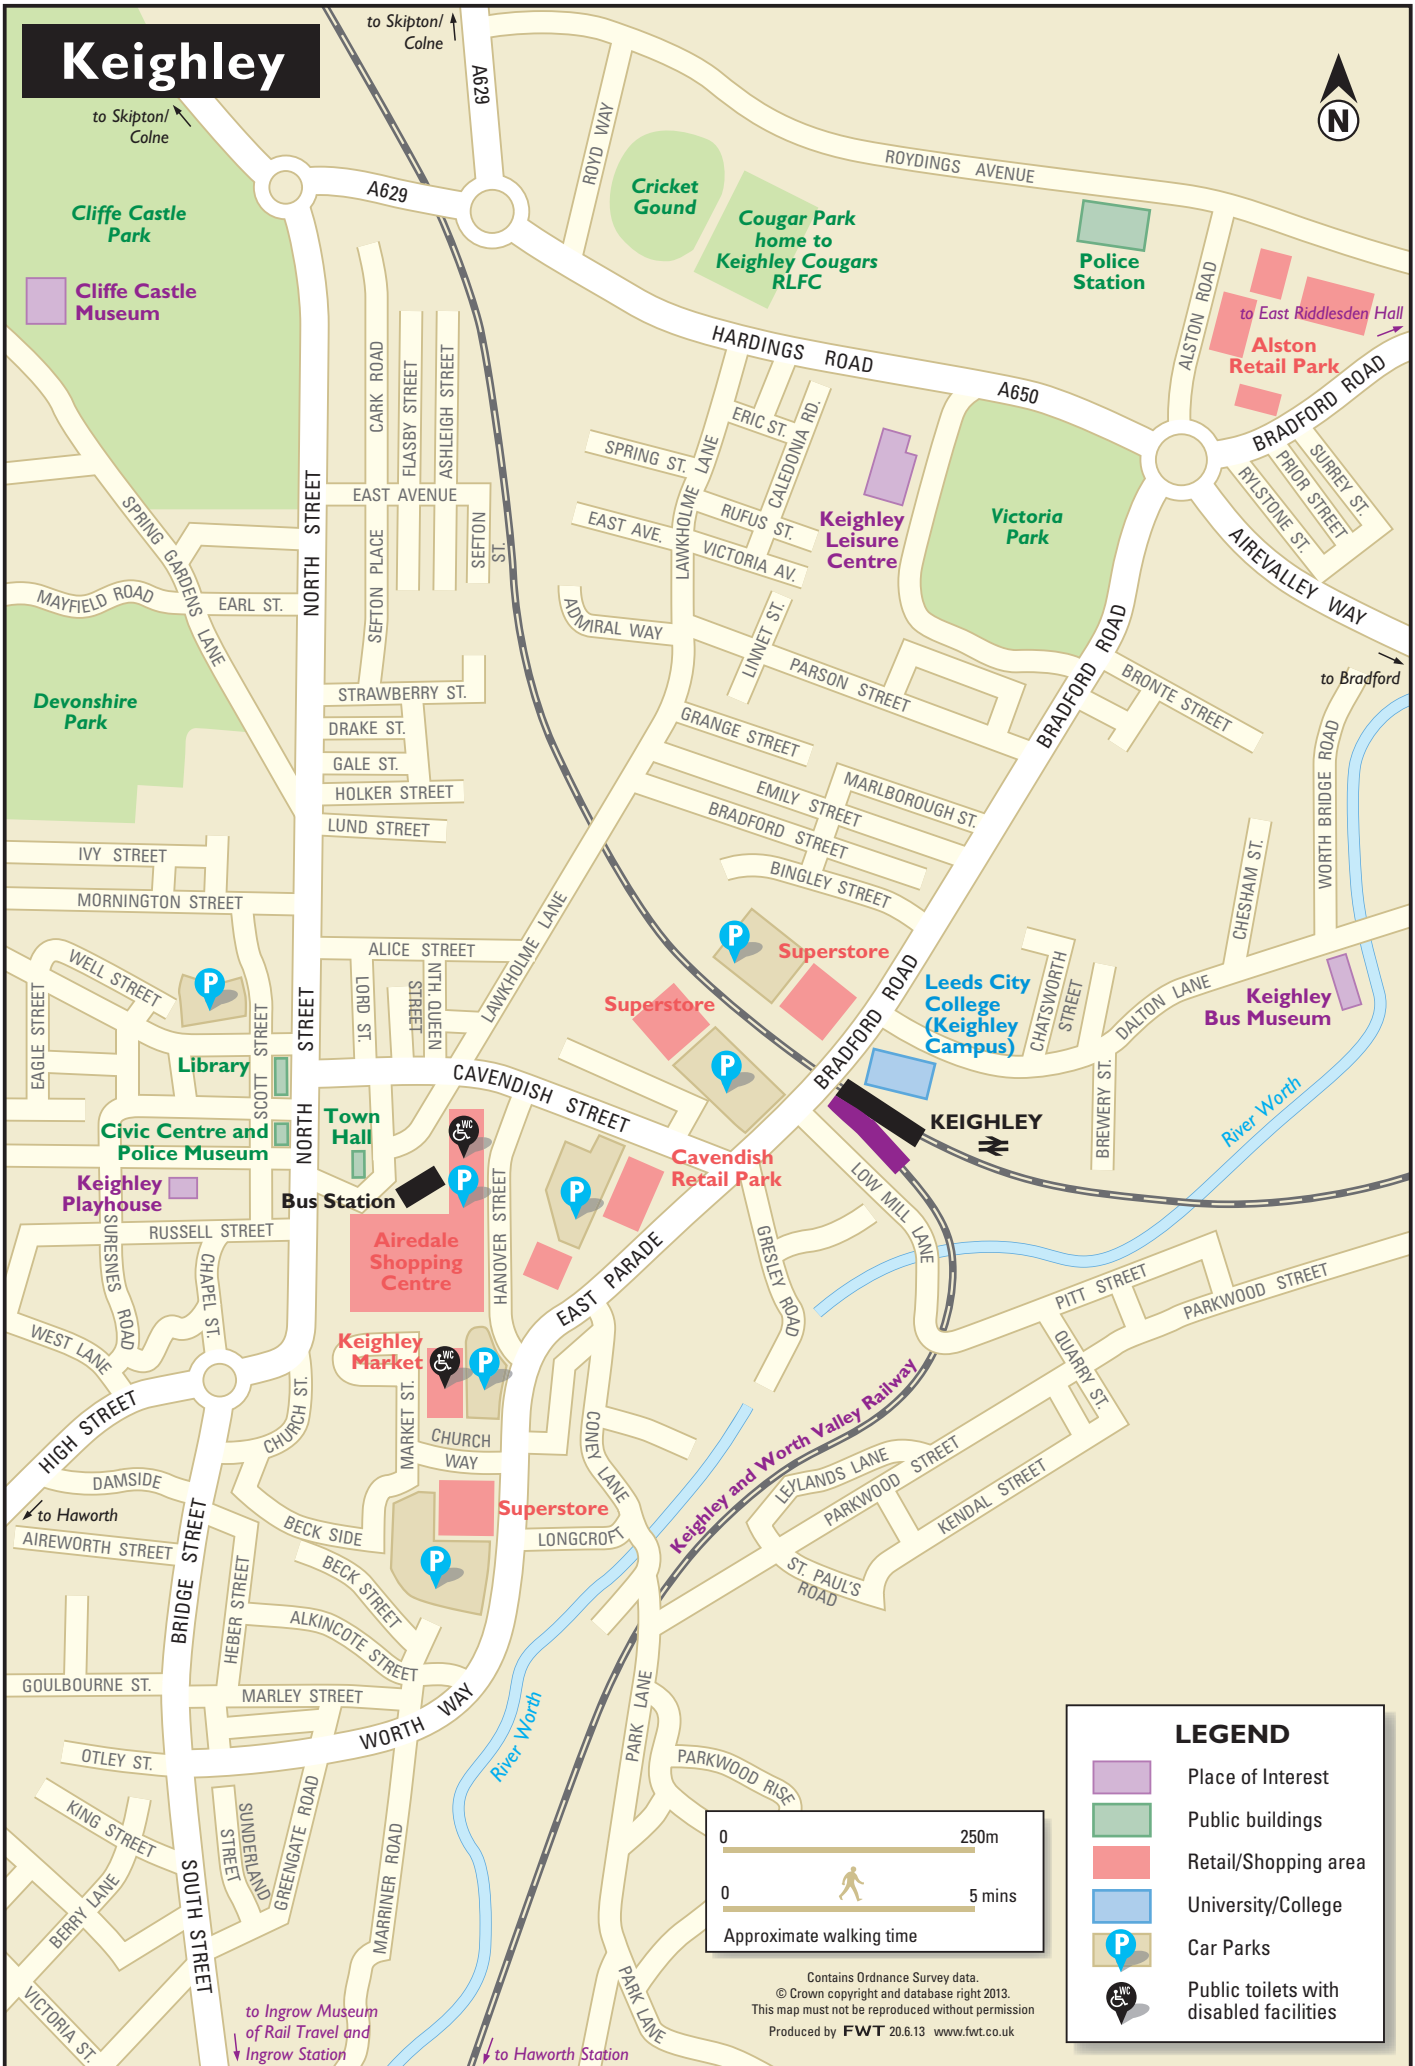 Keighley
to Skipton/
Colne
to Skipton/
Colne
A629
A629
N
ROYD WAY
ROYDINGS AVENUE
Cricket
Gound
Cougar Park
home to
Keighley Cougars
RLFC
Police
Station
ALSTON ROAD
to East Riddlesden Hall
Alston
Retail Park
BRADFORD ROAD
Cliffe Castle
Park
Cliffe Castle
Museum
HARDINGS ROAD
A650
CARK ROAD
FLASBY STREET
ASHLEIGH STREET
EAST AVENUE
SEFTON PLACE
SEFTON
ST.
NORTH STREET
SPRING GARDENS LANE
MAYFIELD ROAD
EARL ST.
ERIC ST.
CALEDONIA RD.
SPRING ST.
LAWKHOLME LANE
RUFUS ST.
EAST AVE.
VICTORIA AV.
Keighley
Leisure
Centre
Victoria
Park
SURREY ST.
PRIOR STREET
RYLSTONE ST.
AIREVALLEY WAY
to Bradford
ADMIRAL WAY
LINNET ST.
PARSON STREET
BRADFORD ROAD
BRONTE STREET
WORTH BRIDGE ROAD
Devonshire
Park
STRAWBERRY ST.
DRAKE ST.
GALE ST.
HOLKER STREET
LUND STREET
GRANGE STREET
EMILY STREET
MARLBOROUGH ST.
BRADFORD STREET
BINGLEY STREET
CHESHAM ST.
IVY STREET
MORNINGTON STREET
WELL STREET
EAGLE STREET
P
ALICE STREET
LORD ST.
NTH. QUEEN
STREET
LAWKHOLME LANE
P
Superstore
Superstore
P
BRADFORD ROAD
Leeds City
College
(Keighley
Campus)
CHATSWORTH
STREET
DALTON LANE
Keighley
Bus Museum
BREWERY ST.
River Worth
NORTH STREET
SCOTT STREET
Library
Civic Centre and
Police Museum
Town
Hall
CAVENDISH STREET
KEIGHLEY
Keighley
Playhouse
Bus Station
WC
P
P
Cavendish
Retail Park
LOW MILL LANE
RUSSELL STREET
SURESNES ROAD
CHAPEL ST.
Airedale
Shopping
Centre
HANOVER STREET
EAST PARADE
GRESLEY ROAD
PITT STREET
PARKWOOD STREET
QUARRY ST.
WEST LANE
HIGH STREET
Keighley
Market
WC
P
MARKET ST.
CHURCH ST.
CHURCH
WAY
CONEY LANE
Keighley and Worth Valley Railway
LEYLANDS LANE
PARKWOOD STREET
KENDAL STREET
DAMSIDE
to Haworth
AIREWORTH STREET
BRIDGE STREET
BECK SIDE
Superstore
P
LONGCROFT
ST. PAUL'S
ROAD
BECK STREET
HEBER STREET
ALKINCOTE STREET
GOULBOURNE ST.
MARLEY STREET
WORTH WAY
River Worth
PARK LANE
PARKWOOD RISE
OTLEY ST.
KING STREET
SUNDERLAND
STREET
GREENGATE ROAD
MARRINER ROAD
BERRY LANE
SOUTH STREET
VICTORIA ST.
PARK LANE
to Ingrow Museum
of Rail Travel and
Ingrow Station
to Haworth Station
0 250m
0 5 mins
Approximate walking time
Contains Ordnance Survey data.
© Crown copyright and database right 2013.
This map must not be reproduced without permission
Produced by FWT 20.6.13 www.fwt.co.uk
LEGEND
Place of Interest
Public buildings
Retail/Shopping area
University/College
P Car Parks
WC Public toilets with
disabled facilities